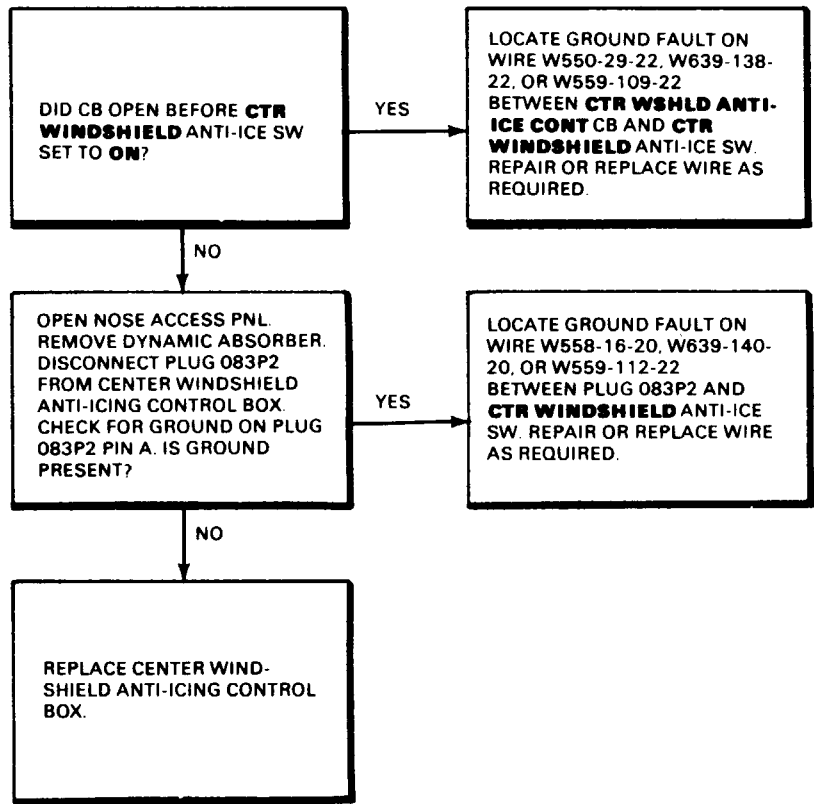 DID CB OPEN BEFORE CTR
WINDSHIELD ANTI-ICE SW
SET TO ON?
YES
LOCATE GROUND FAULT ON
WIRE W550-29-22, W639-138-
22, OR W559-109-22
BETWEEN CTR WSHLD ANTI-
ICE CONT CB AND CTR
WINDSHIELD ANTI-ICE SW.
REPAIR OR REPLACE WIRE AS
REQUIRED.
NO
OPEN NOSE ACCESS PNL.
REMOVE DYNAMIC ABSORBER.
DISCONNECT PLUG 083P2
FROM CENTER WINDSHIELD
ANTI-ICING CONTROL BOX.
CHECK FOR GROUND ON PLUG
083P2 PIN A. IS GROUND
PRESENT?
YES
LOCATE GROUND FAULT ON
WIRE W558-16-20, W639-140-
20, OR W559-112-22
BETWEEN PLUG 083P2 AND
CTR WINDSHIELD ANTI-ICE
SW. REPAIR OR REPLACE WIRE
AS REQUIRED.
NO
REPLACE CENTER WIND-
SHIELD ANTI-ICING CONTROL
BOX.